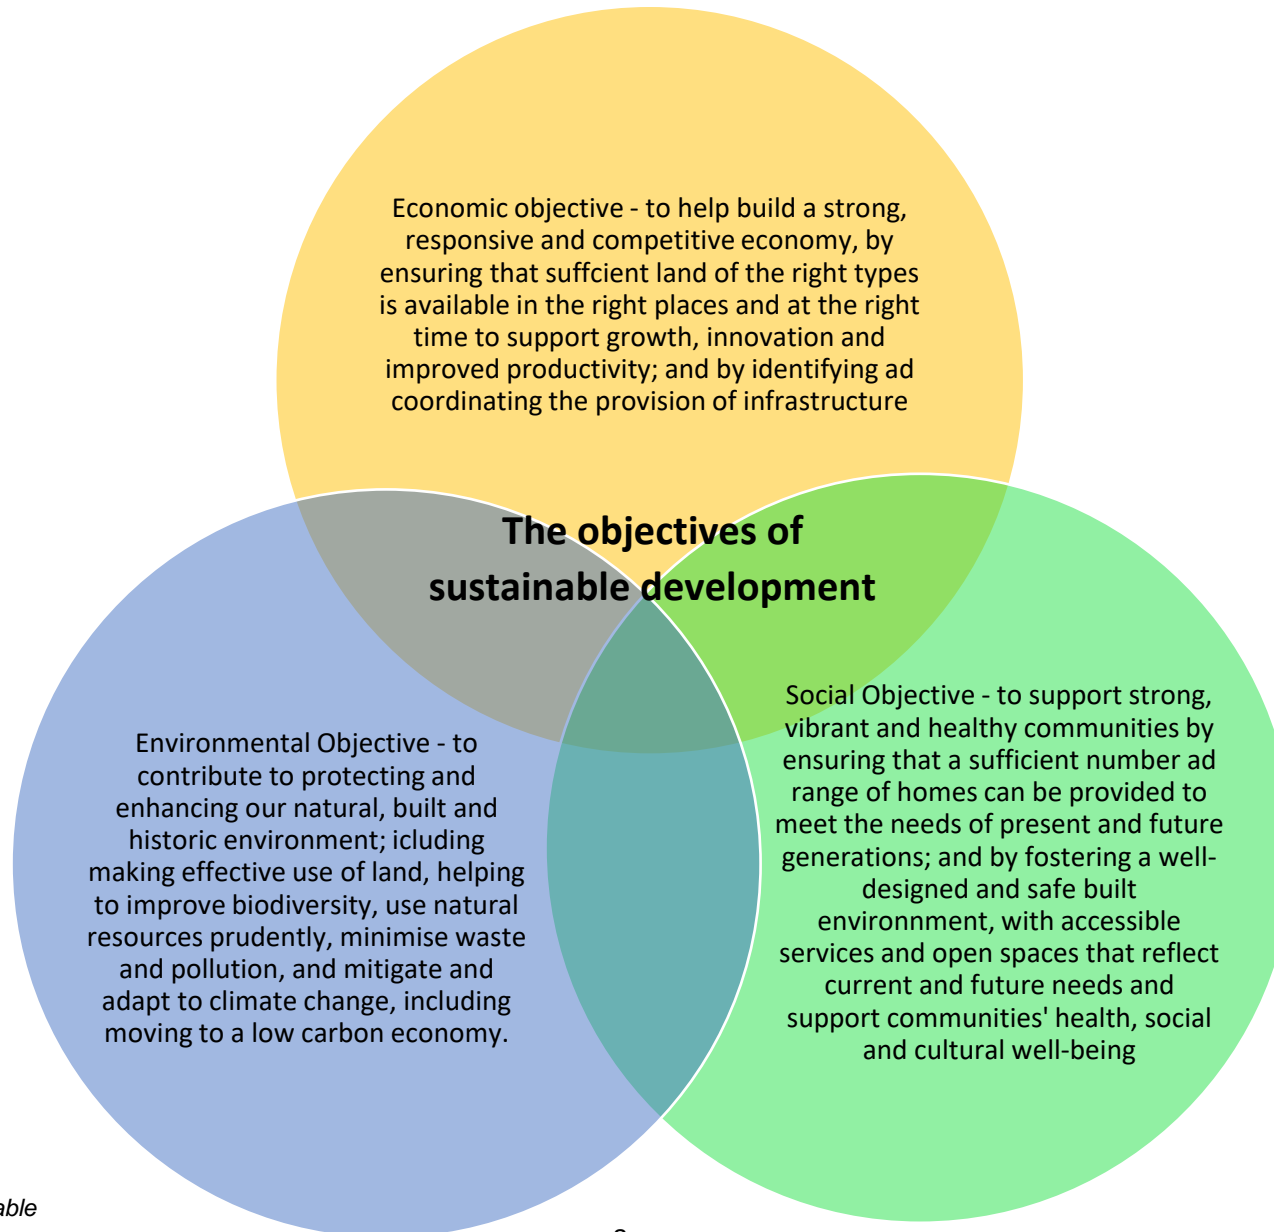 Economic objective - to help build a strong,
responsive and competitive economy, by
ensuring that suffcient land of the right types
is available in the right places and at the right
time to support growth, innovation and
improved productivity; and by identifying ad
coordinating the provision of infrastructure
The objectives of
sustainable development
Environmental Objective - to
contribute to protecting and
enhancing our natural, built and
historic environment; icluding
making effective use of land, helping
to improve biodiversity, use natural
resources prudently, minimise waste
and pollution, and mitigate and
adapt to climate change, including
moving to a low carbon economy.
Social Objective - to support strong,
vibrant and healthy communities by
ensuring that a sufficient number ad
range of homes can be provided to
meet the needs of present and future
generations; and by fostering a well-
designed and safe built
environnment, with accessible
services and open spaces that reflect
current and future needs and
support communities' health, social
and cultural well-being